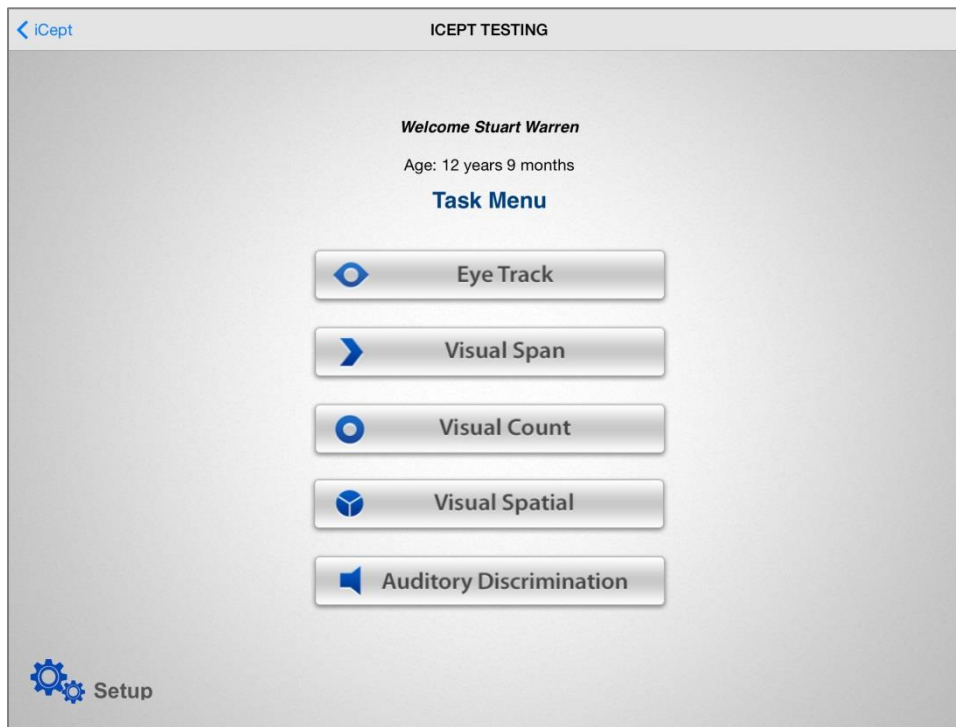 iCept
ICEPT TESTING
Welcome Stuart Warren
Age: 12 years 9 months
Task Menu
Eye Track
Visual Span
Visual Count
Visual Spatial
Auditory Discrimination
Setup